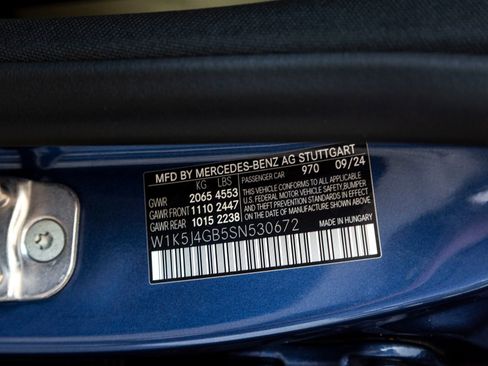 MFD BY MERCEDES-BENZ AG STUTTGART
KG LBS PASSENGER CAR 970 09/24
GVWR 2065 4553 THIS VEHICLE CONFORMS TO ALL APPLICABLE
GAWR FRONT 1110 2447 U.S. FEDERAL MOTOR VEHICLE SAFETY, BUMPER
GAWR REAR 1015 2238 AND THEFT PREVENTION STANDARDS IN EFFECT
ON THE DATE OF MANUFACTURE SHOWN ABOVE.
W1K5J4GB5SN530672 MADE IN HUNGARY